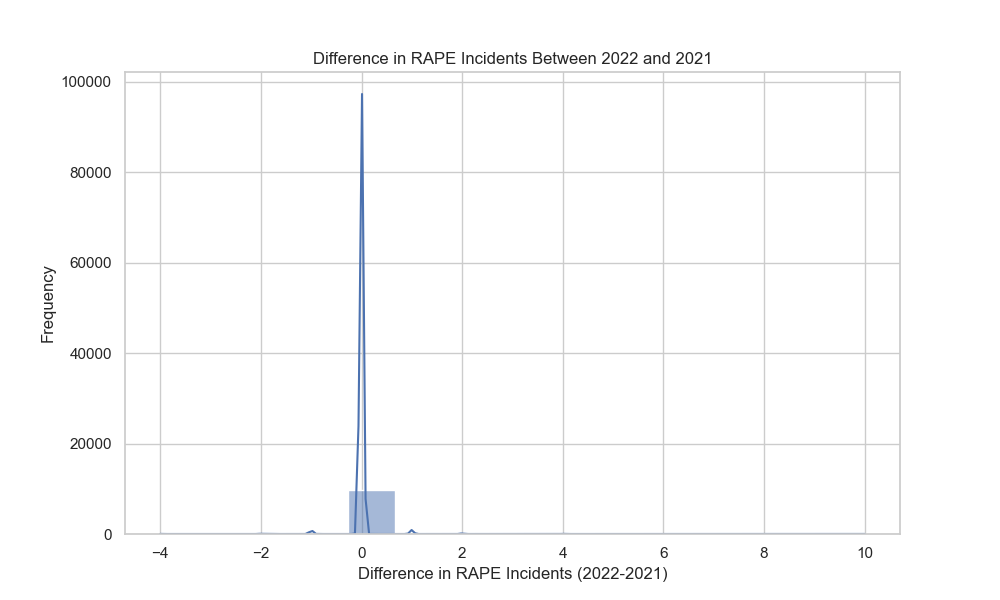 Difference in RAPE Incidents Between 2022 and 2021
100000
80000
60000
40000
20000
0
Frequency
−4 −2 0 2 4 6 8 10
Difference in RAPE Incidents (2022-2021)